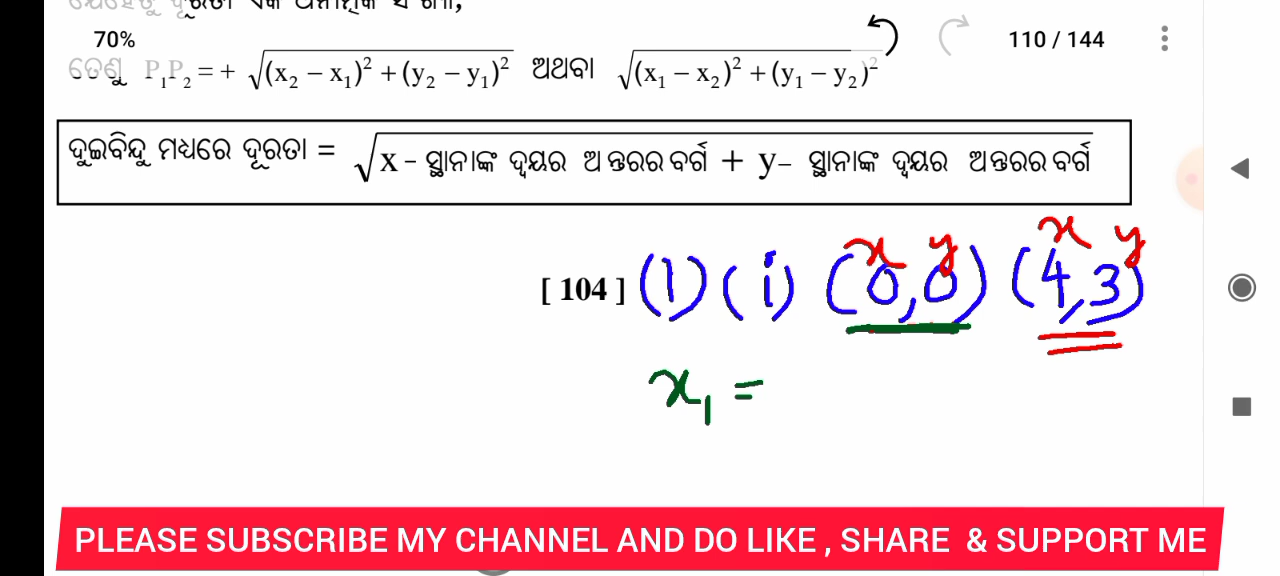 70%
110 / 144
ତେଣୁ P₁P₂ = + √(x₂ − x₁)² + (y₂ − y₁)² ଅଥବା √(x₁ − x₂)² + (y₁ − y₂)²
ଦୁଇବିନ୍ଦୁ ମଧ୍ୟରେ ଦୂରତା = √x − ସ୍ଥାନାଙ୍କ ଦ୍ୱୟର ଅନ୍ତରର ବର୍ଗ + y− ସ୍ଥାନାଙ୍କ ଦ୍ୱୟର ଅନ୍ତରର ବର୍ଗ
x y x y
[ 104 ] (1) (i) (0,0) (4,3)
x₁ =
PLEASE SUBSCRIBE MY CHANNEL AND DO LIKE , SHARE & SUPPORT ME